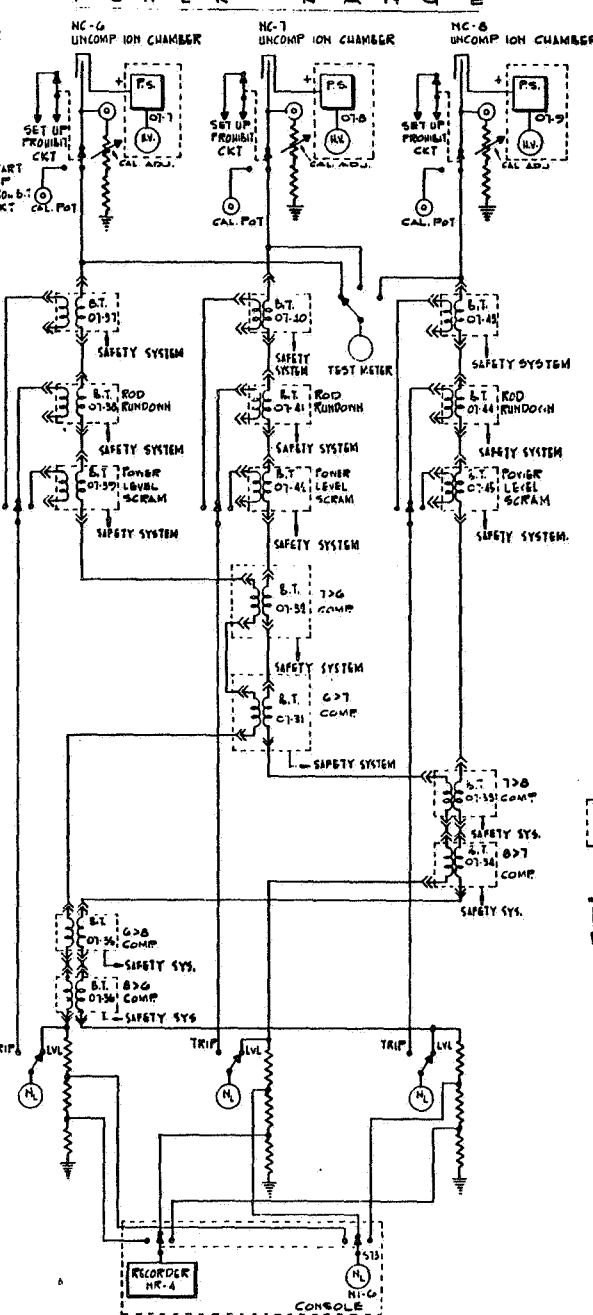 NC-6
UNCOMP ION CHAMBER
NC-7
UNCOMP ION CHAMBER
NC-8
UNCOMP ION CHAMBER
+
P.S.
07-7
H.V.
SET UP
PROHIBIT
CKT
CAL ADJ.
CAL. POT
+
P.S.
07-8
H.V.
SET UP
PROHIBIT
CKT
CAL. ADJ.
CAL. POT
+
P.S.
07-9
H.V.
SET UP
PROHIBIT
CKT
CAL ADJ.
CAL. POT
B.T.
07-37
SAFETY SYSTEM
B.T.
07-40
SAFETY
SYSTEM
TEST METER
B.T.
07-43
SAFETY SYSTEM
B.T.
07-38
ROD
RUNDOWN
SAFETY SYSTEM
B.T.
07-41
ROD
RUNDOWN
SAFETY SYSTEM
B.T.
07-44
ROD
RUNDOWN
SAFETY SYSTEM
B.T.
07-39
POWER
LEVEL
SCRAM
SAFETY SYSTEM
B.T.
07-42
POWER
LEVEL
SCRAM
SAFETY SYSTEM
B.T.
07-45
POWER
LEVEL
SCRAM
SAFETY SYSTEM.
B.T.
07-32
7>6
COMP.
SAFETY SYSTEM
B.T.
07-31
6>7
COMP.
SAFETY SYSTEM
B.T.
07-33
7>8
COMP.
SAFETY SYS.
B.T.
07-34
8>7
COMP.
SAFETY SYS.
B.T.
07-35
6>8
COMP.
SAFETY SYS.
B.T.
07-36
8>6
COMP.
SAFETY SYS
TRIP
LVL
NL
TRIP
LVL
NL
TRIP
LVL
NL
RECORDER
NR-4
S73
NL
NI-6
CONSOLE